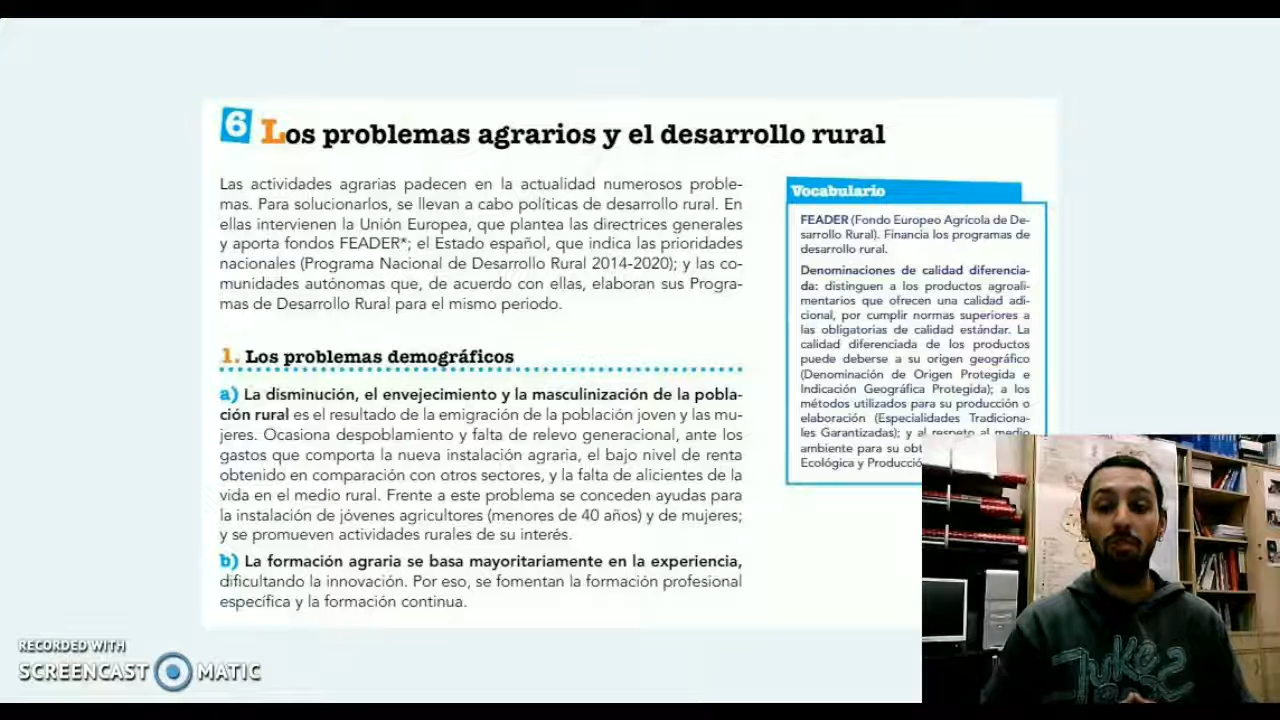 6 Los problemas agrarios y el desarrollo rural
Las actividades agrarias padecen en la actualidad numerosos proble-
mas. Para solucionarlos, se llevan a cabo políticas de desarrollo rural. En
ellas intervienen la Unión Europea, que plantea las directrices generales
y aporta fondos FEADER*; el Estado español, que indica las prioridades
nacionales (Programa Nacional de Desarrollo Rural 2014-2020); y las co-
munidades autónomas que, de acuerdo con ellas, elaboran sus Progra-
mas de Desarrollo Rural para el mismo periodo.
1. Los problemas demográficos
a) La disminución, el envejecimiento y la masculinización de la pobla-
ción rural es el resultado de la emigración de la población joven y las mu-
jeres. Ocasiona despoblamiento y falta de relevo generacional, ante los
gastos que comporta la nueva instalación agraria, el bajo nivel de renta
obtenido en comparación con otros sectores, y la falta de alicientes de la
vida en el medio rural. Frente a este problema se conceden ayudas para
la instalación de jóvenes agricultores (menores de 40 años) y de mujeres;
y se promueven actividades rurales de su interés.
b) La formación agraria se basa mayoritariamente en la experiencia,
dificultando la innovación. Por eso, se fomentan la formación profesional
específica y la formación continua.
Vocabulario
FEADER (Fondo Europeo Agrícola de De-
sarrollo Rural). Financia los programas de
desarrollo rural.
Denominaciones de calidad diferencia-
da: distinguen a los productos agroali-
mentarios que ofrecen una calidad adi-
cional, por cumplir normas superiores a
las obligatorias de calidad estándar. La
calidad diferenciada de los productos
puede deberse a su origen geográfico
(Denominación de Origen Protegida e
Indicación Geográfica Protegida); a los
métodos utilizados para su producción o
elaboración (Especialidades Tradiciona-
les Garantizadas); y al respeto al medio
ambiente para su obt
Ecológica y Producció
RECORDED WITH
SCREENCAST MATIC